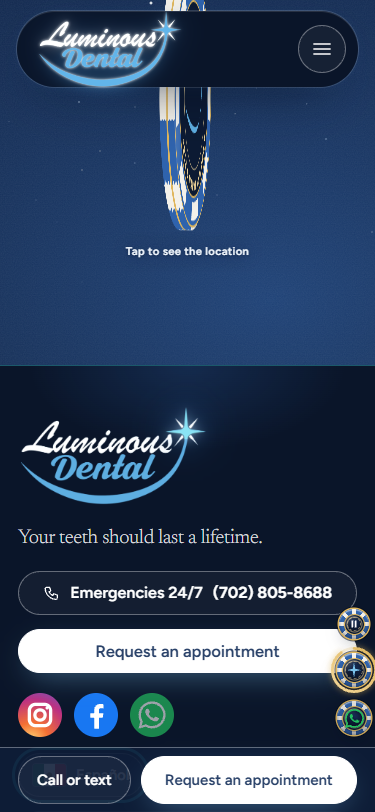 Luminous
Dental
Tap to see the location
Luminous
Dental
Your teeth should last a lifetime.
Emergencies 24/7 (702) 805-8688
Request an appointment
Call or text
Request an appointment